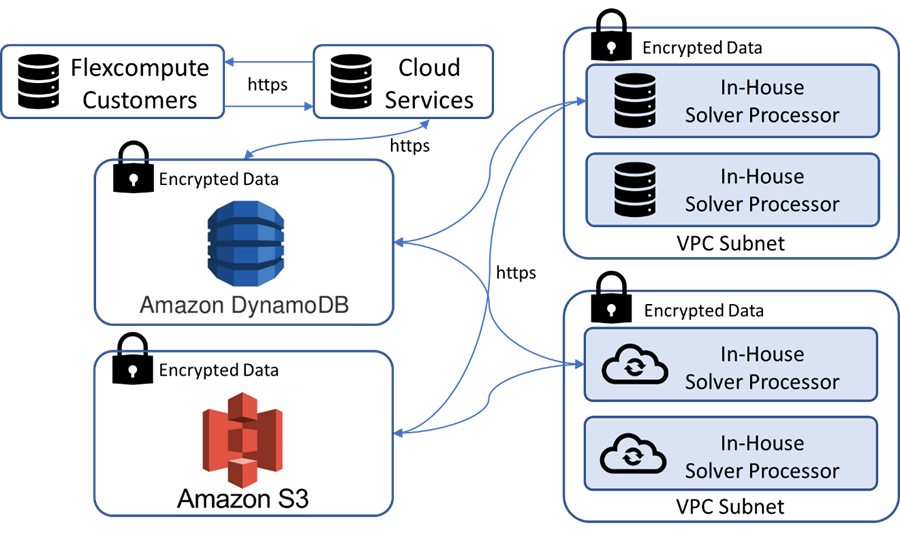 Flexcompute
Customers
https
Cloud
Services
https
Encrypted Data
Amazon DynamoDB
Encrypted Data
Amazon S3
https
Encrypted Data
In-House
Solver Processor
In-House
Solver Processor
VPC Subnet
Encrypted Data
In-House
Solver Processor
In-House
Solver Processor
VPC Subnet